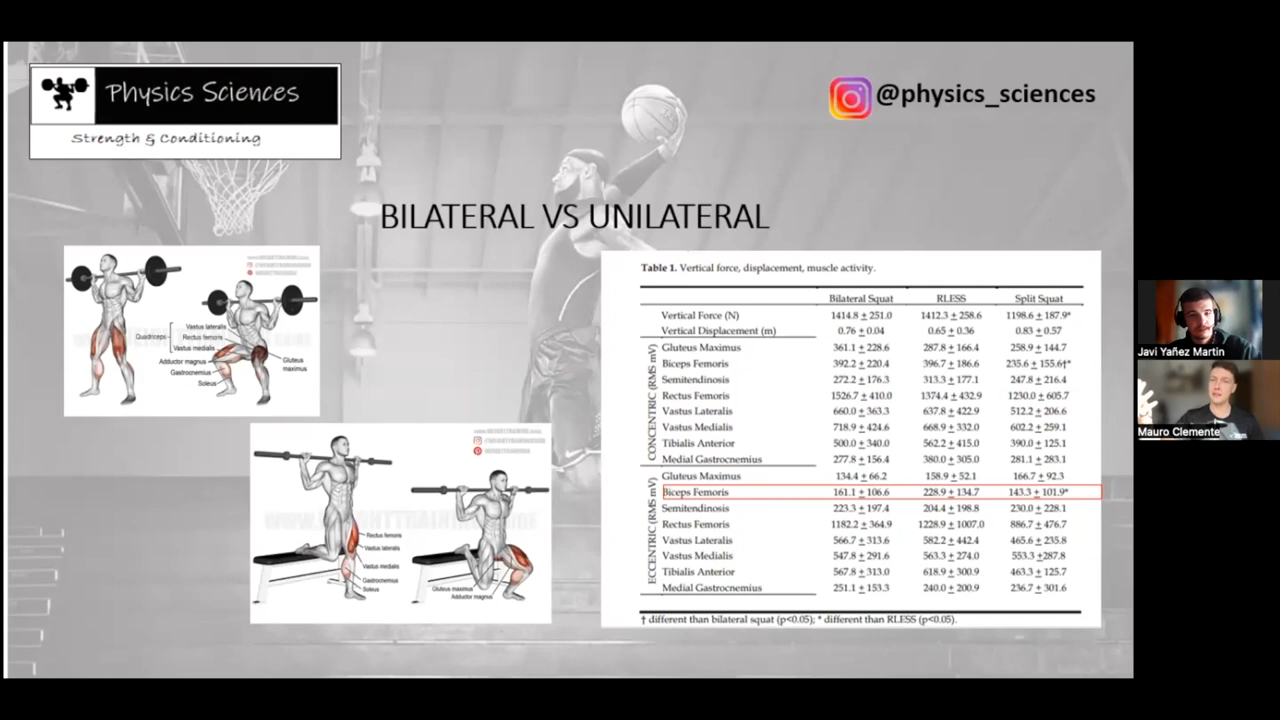 Physics Sciences
Strength & Conditioning
@physics_sciences
BILATERAL VS UNILATERAL
Quadriceps
Vastus lateralis
Rectus femoris
Vastus medialis
Adductor magnus
Gastrocnemius
Soleus
Gluteus
maximus
Rectus femoris
Vastus lateralis
Vastus medialis
Gastrocnemius
Soleus
Gluteus maximus
Adductor magnus
Table 1. Vertical force, displacement, muscle activity.
Bilateral Squat RLESS Split Squat
Vertical Force (N) 1414.8 ± 251.0 1412.3 ± 258.6 1198.6 ± 187.9*
Vertical Displacement (m) 0.76 ± 0.04 0.65 ± 0.36 0.83 ± 0.57
CONCENTRIC (RMS mV)
Gluteus Maximus 361.1 ± 228.6 287.8 ± 166.4 258.9 ± 144.7
Biceps Femoris 392.2 ± 220.4 396.7 ± 186.6 235.6 ± 155.6†*
Semitendinosis 272.2 ± 176.3 313.3 ± 177.1 247.8 ± 216.4
Rectus Femoris 1526.7 ± 410.0 1374.4 ± 432.9 1230.0 ± 605.7
Vastus Lateralis 660.0 ± 363.3 637.8 ± 422.9 512.2 ± 206.6
Vastus Medialis 718.9 ± 424.6 668.9 ± 332.0 602.2 ± 259.1
Tibialis Anterior 500.0 ± 340.0 562.2 ± 415.0 390.0 ± 125.1
Medial Gastrocnemius 277.8 ± 156.4 380.0 ± 305.0 281.1 ± 283.1
ECCENTRIC (RMS mV)
Gluteus Maximus 134.4 ± 66.2 158.9 ± 52.1 166.7 ± 92.3
Biceps Femoris 161.1 ± 106.6 228.9 ± 134.7 143.3 ± 101.9*
Semitendinosis 223.3 ± 197.4 204.4 ± 198.8 230.0 ± 228.1
Rectus Femoris 1182.2 ± 364.9 1228.9 ± 1007.0 886.7 ± 476.7
Vastus Lateralis 566.7 ± 313.6 582.2 ± 442.4 465.6 ± 235.8
Vastus Medialis 547.8 ± 291.6 563.3 ± 274.0 553.3 ±287.8
Tibialis Anterior 567.8 ± 313.0 618.9 ± 300.9 463.3 ± 125.7
Medial Gastrocnemius 251.1 ± 153.3 240.0 ± 200.9 236.7 ± 301.6
† different than bilateral squat (p<0.05); * different than RLESS (p<0.05).
Javi Yañez Martin
Mauro Clemente